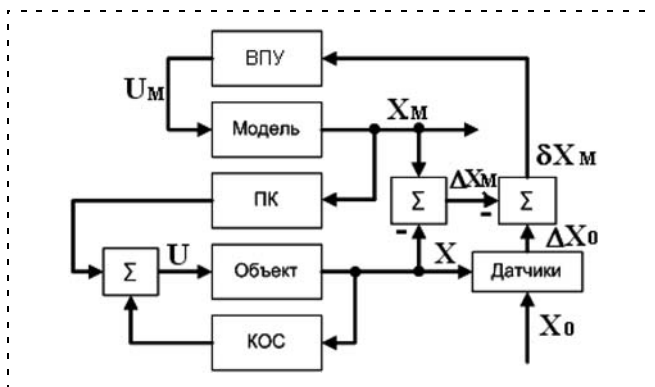 ВПУ
Uм
Модель
Xм
δXм
ПК
Σ
ΔXм
Σ
-
-
ΔX₀
Σ
U
Объект
X
Датчики
КОС
X₀